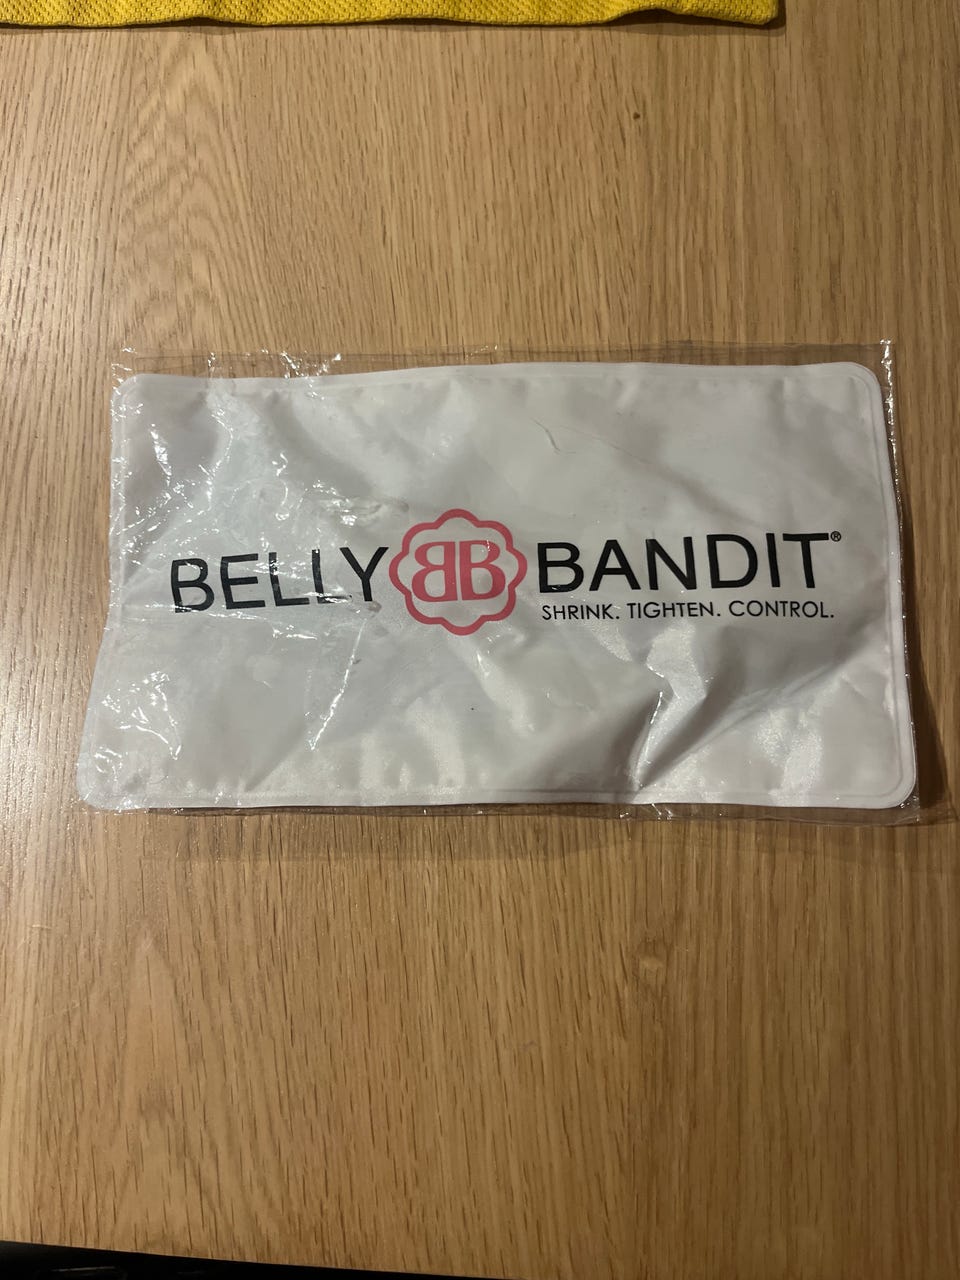 BELLY BB BANDIT®
SHRINK. TIGHTEN. CONTROL.